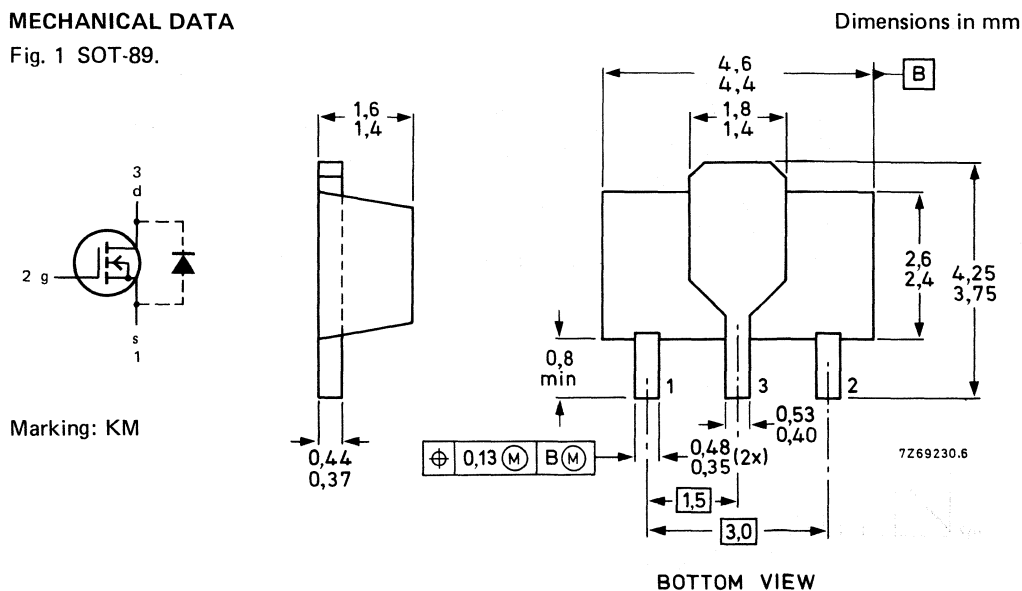 MECHANICAL DATA
Dimensions in mm
Fig. 1 SOT-89.
4,6
4,4
B
1,6
1,4
1,8
1,4
3
d
2 g
s
1
2,6
2,4
4,25
3,75
0,8
min
1
3
2
Marking: KM
0,53
0,40
0,44
0,37
0,13 M B M
0,48
0,35 (2x)
7Z69230.6
1,5
3,0
BOTTOM VIEW